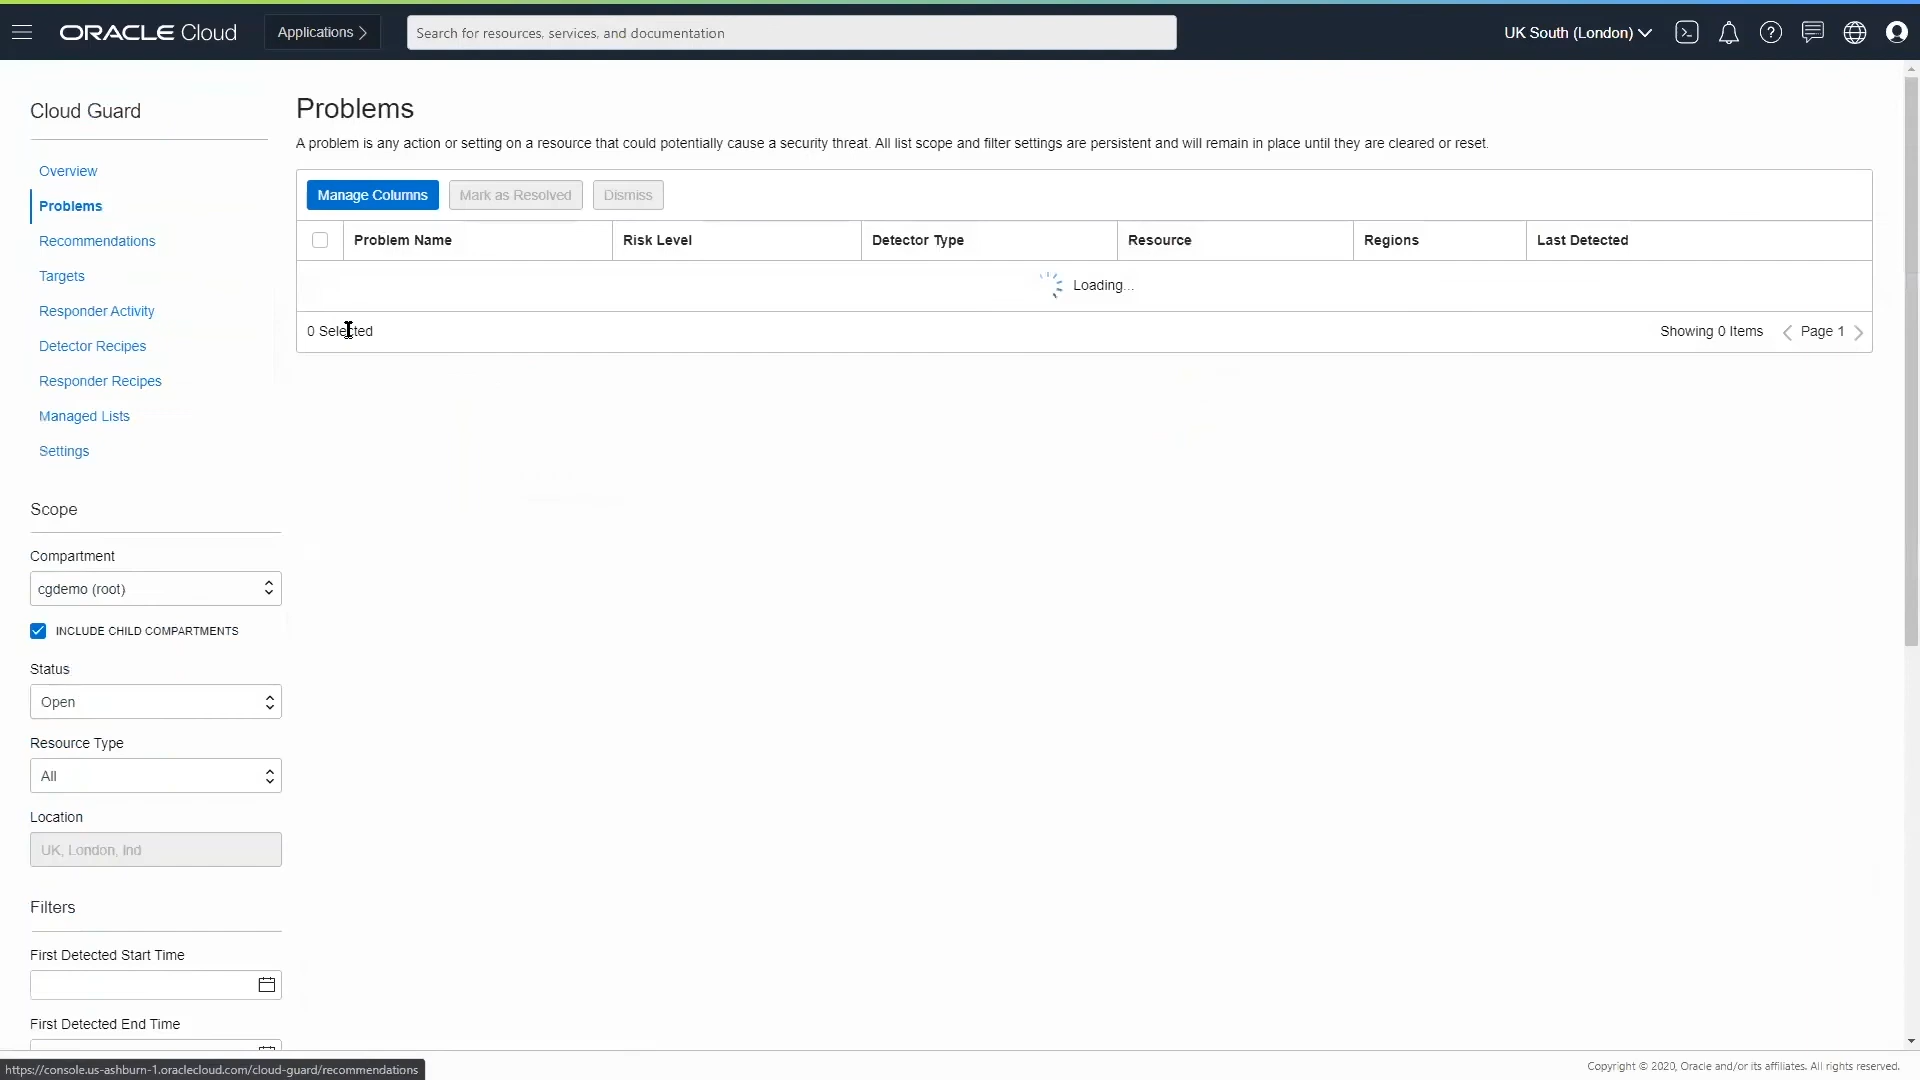 ORACLE Cloud
Applications
Search for resources, services, and documentation
UK South (London)
Cloud Guard
Overview
Problems
Recommendations
Targets
Responder Activity
Detector Recipes
Responder Recipes
Managed Lists
Settings
Scope
Compartment
cgdemo (root)
INCLUDE CHILD COMPARTMENTS
Status
Open
Resource Type
All
Location
UK, London, Ind
Filters
First Detected Start Time
First Detected End Time
Problems
A problem is any action or setting on a resource that could potentially cause a security threat. All list scope and filter settings are persistent and will remain in place until they are cleared or reset.
Manage Columns Mark as Resolved Dismiss
Problem Name Risk Level Detector Type Resource Regions Last Detected
Loading...
0 Selected Showing 0 Items Page 1
https://console.us-ashburn-1.oraclecloud.com/cloud-guard/recommendations
Copyright © 2020, Oracle and/or its affiliates. All rights reserved.